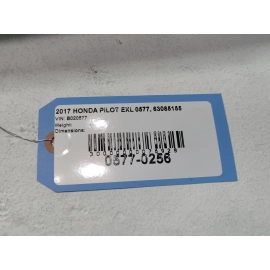 2017 HONDA PILOT EXL 0577, 63085155
VIN: B020577
Weight:
Dimensions:
0577-0256